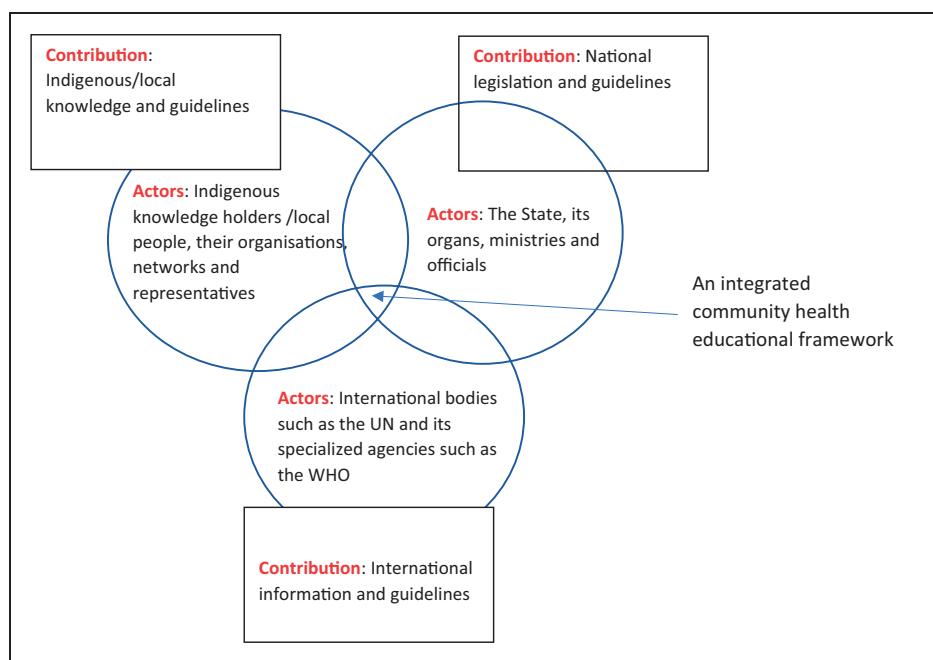 Contribution:
Indigenous/local
knowledge and guidelines
Contribution: National
legislation and guidelines
Actors: Indigenous
knowledge holders /local
people, their organisations,
networks and
representatives
Actors: The State, its
organs, ministries and
officials
An integrated
community health
educational framework
Actors: International bodies
such as the UN and its
specialized agencies such as
the WHO
Contribution: International
information and guidelines